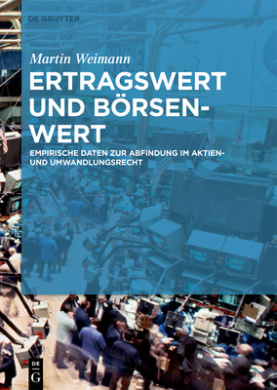 DE GRUYTER
Martin Weimann
ERTRAGSWERT
UND BÖRSEN-
WERT
EMPIRISCHE DATEN ZUR ABFINDUNG IM AKTIEN-
UND UMWANDLUNGSRECHT
DE
G